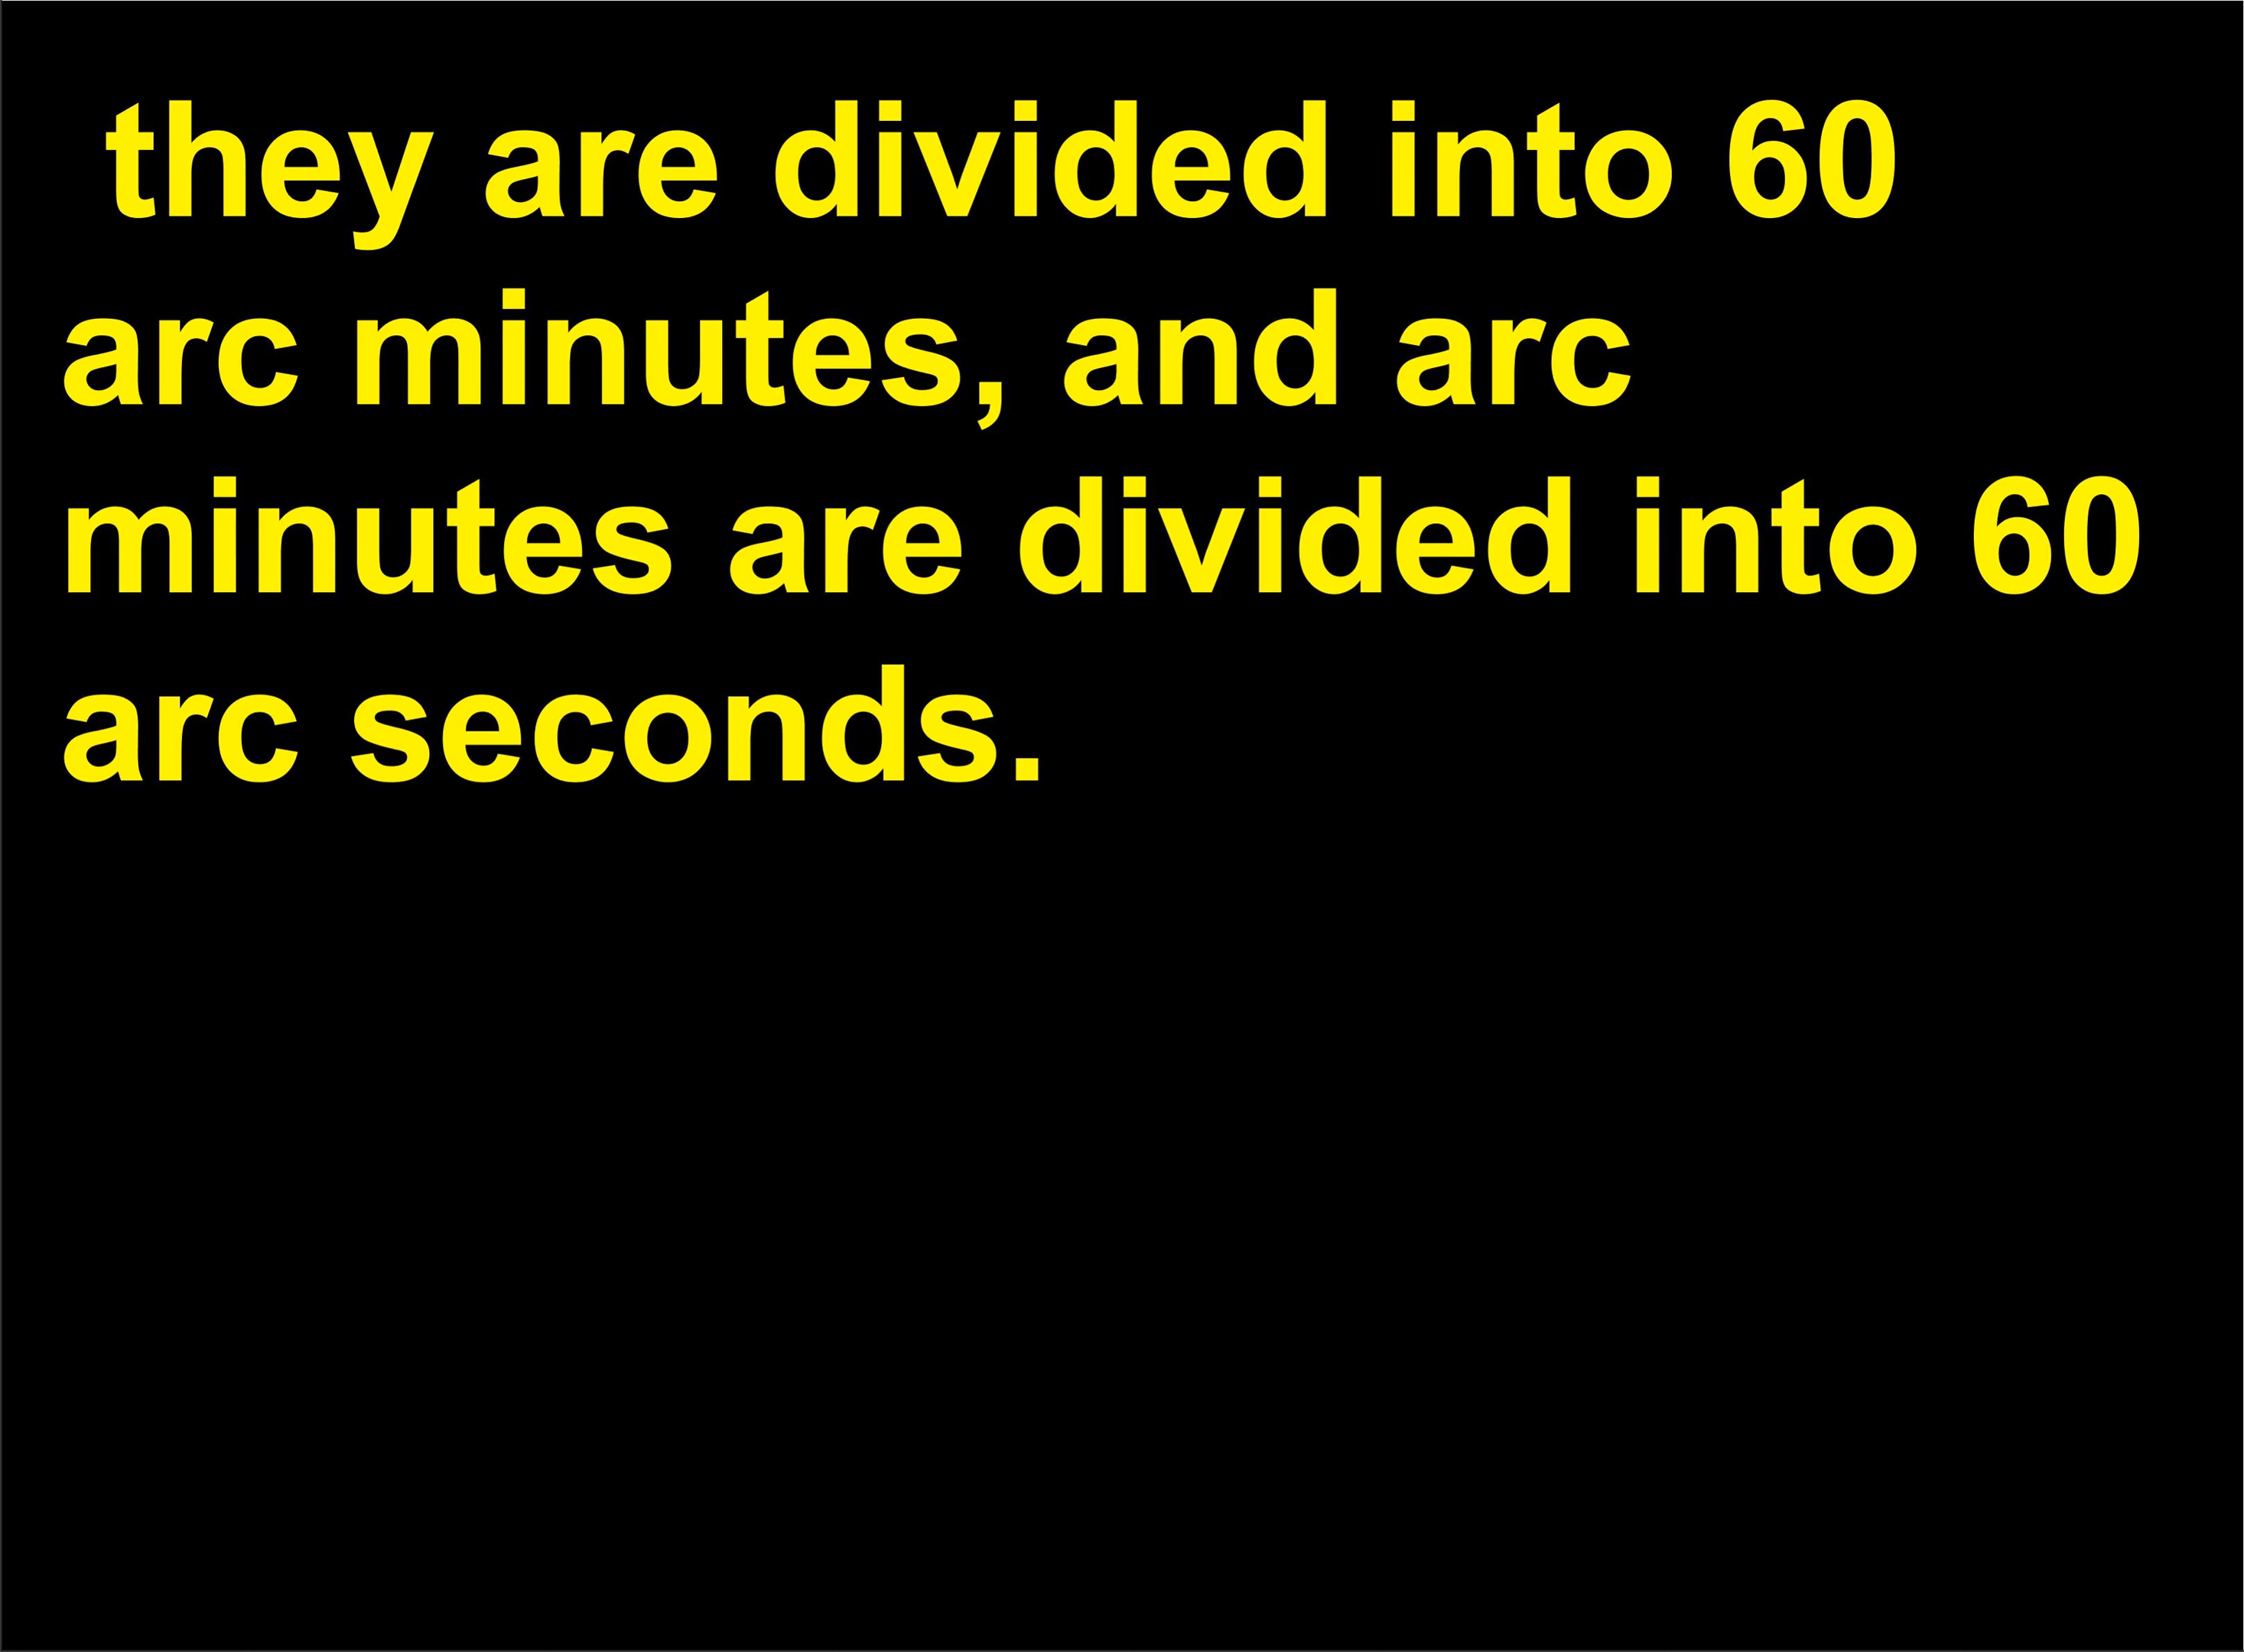 they are divided into 60
arc minutes, and arc
minutes are divided into 60
arc seconds.